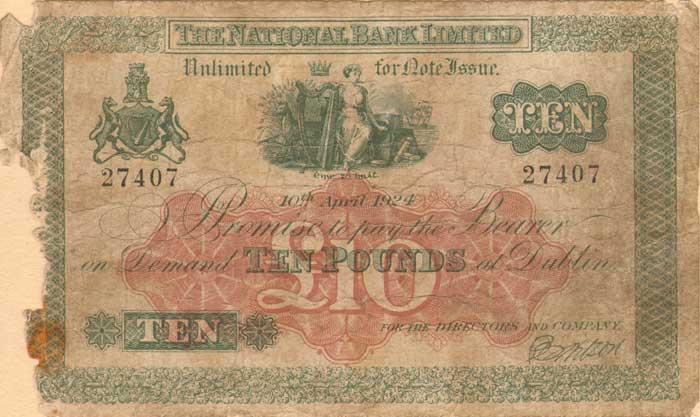 THE NATIONAL BANK LIMITED
Unlimited for Note Issue.
TEN
27407 27407
10th April 1924
I Promise to pay the Bearer
on Demand TEN POUNDS at Dublin
£10
TEN FOR THE DIRECTORS AND COMPANY.